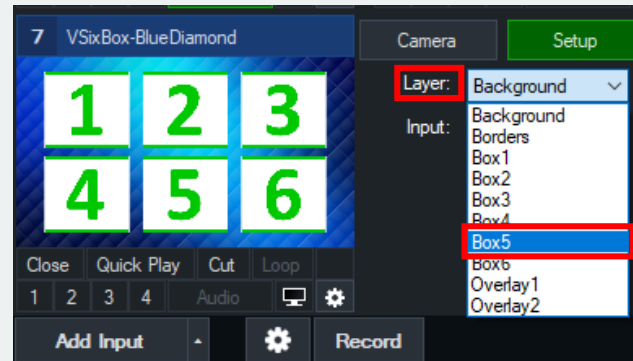 7 VSixBox-BlueDiamond
1 2 3
4 5 6
Close Quick Play Cut Loop
1 2 3 4 Audio
Add Input Record
Camera Setup
Layer: Background
Input:
Background
Borders
Box1
Box2
Box3
Box4
Box5
Box6
Overlay1
Overlay2